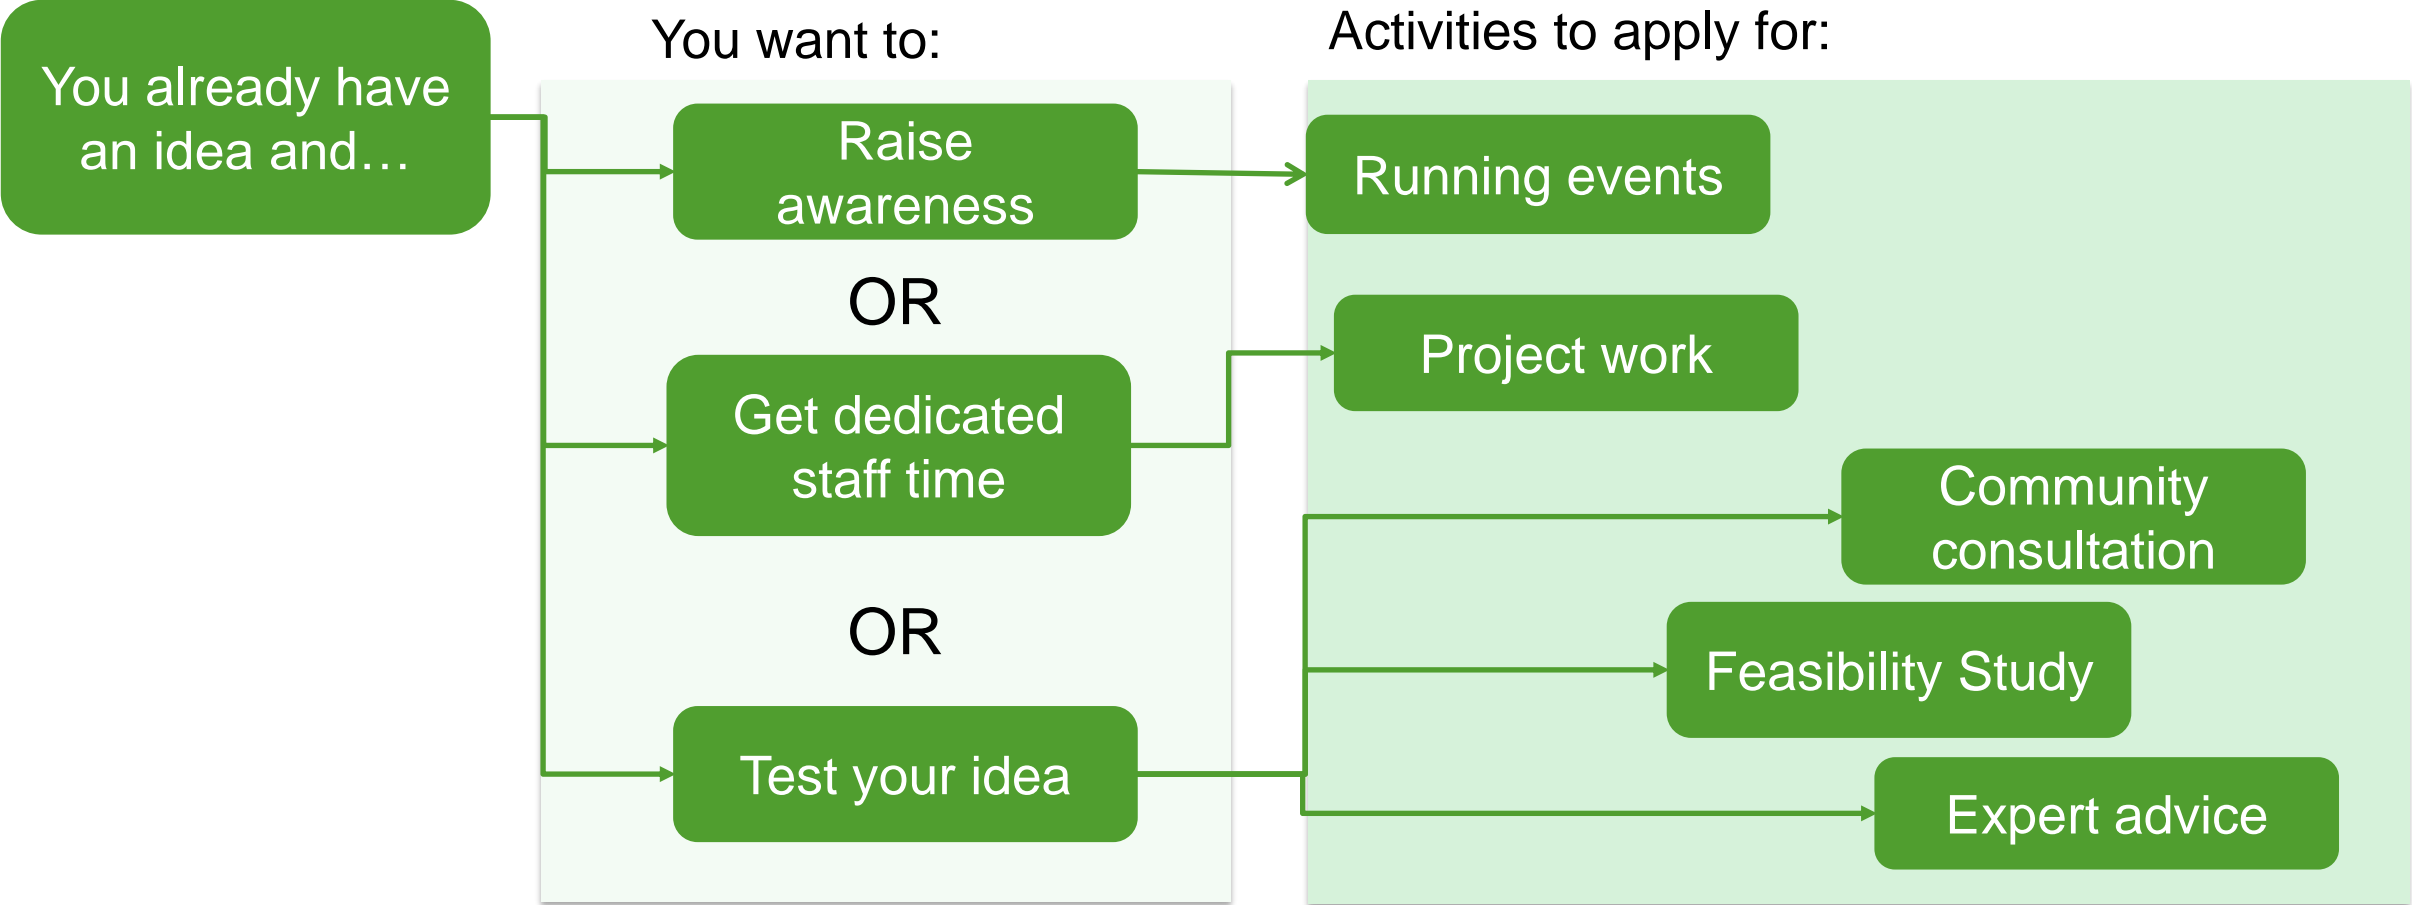 You already have
an idea and…
You want to:
Raise
awareness
OR
Get dedicated
staff time
OR
Test your idea
Activities to apply for:
Running events
Project work
Community
consultation
Feasibility Study
Expert advice